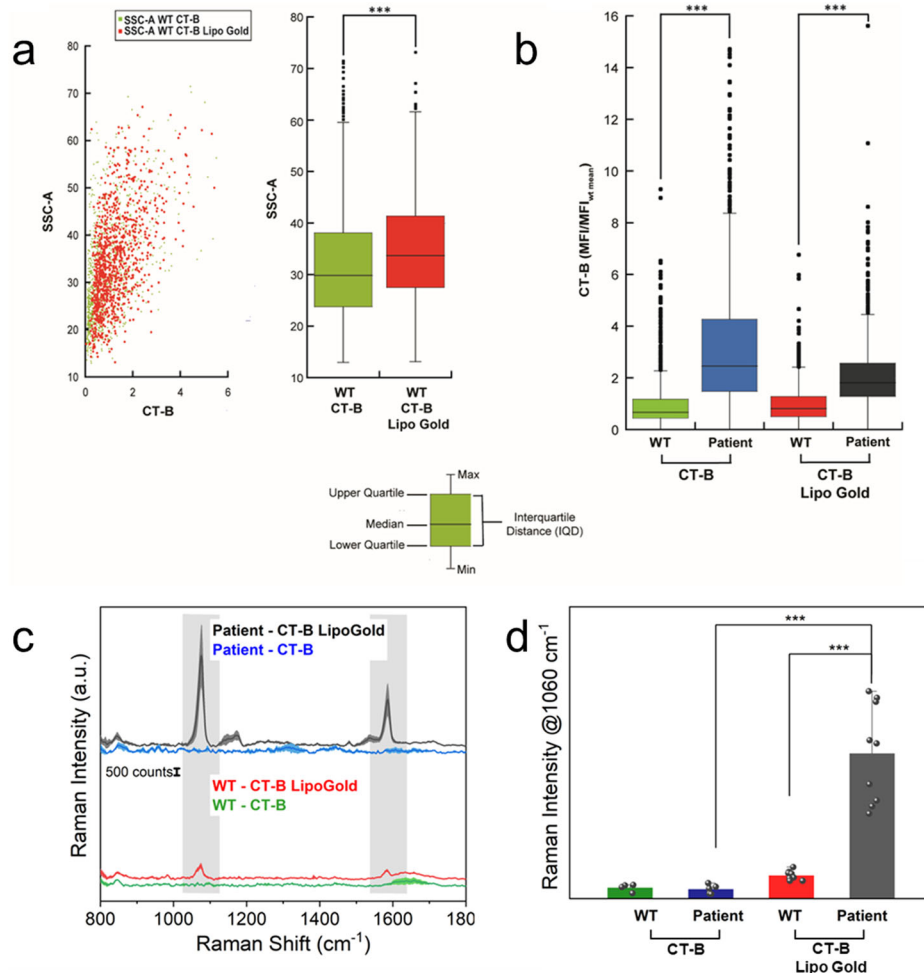 SSC-A WT CT-B
SSC-A WT CT-B Lipo Gold
a
SSC-A
80
70
60
50
40
30
20
10
0
2
4
6
CT-B
***
SSC-A
80
70
60
50
40
30
20
10
WT
CT-B
WT
CT-B
Lipo Gold
b
***
***
CT-B (MFI/MFIwt mean)
16
14
12
10
8
6
4
2
0
WT
Patient
WT
Patient
CT-B
CT-B
Lipo Gold
Upper Quartile
Median
Lower Quartile
Max
Interquartile
Distance (IQD)
Min
c
Raman Intensity (a.u.)
Patient - CT-B LipoGold
Patient - CT-B
500 counts
WT - CT-B LipoGold
WT - CT-B
800
1000
1200
1400
1600
180
Raman Shift (cm-1)
d
***
***
Raman Intensity @1060 cm-1
WT
Patient
WT
Patient
CT-B
CT-B
Lipo Gold